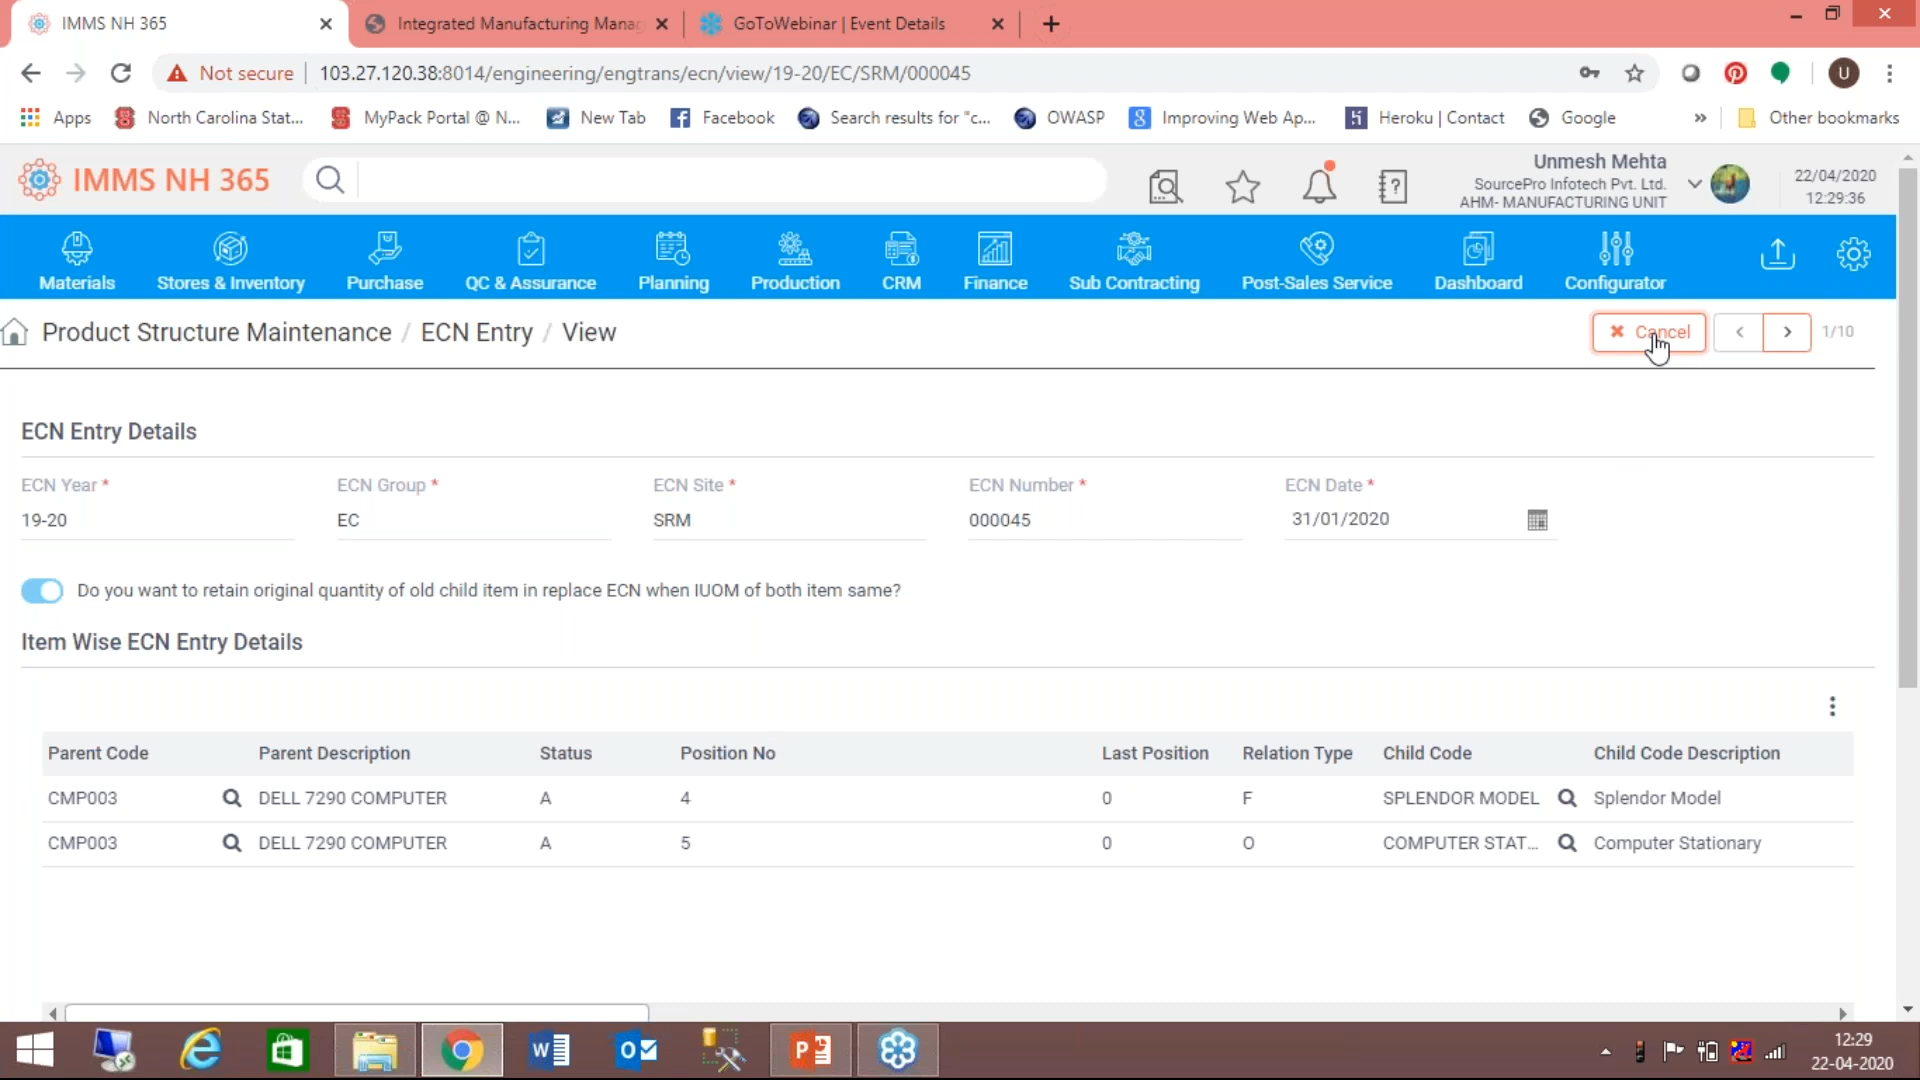 IMMS NH 365
Integrated Manufacturing Mana
GoToWebinar | Event Details
Not secure
103.27.120.38:8014/engineering/engtrans/ecn/view/19-20/EC/SRM/000045
U
Apps
North Carolina Stat...
MyPack Portal @ N...
New Tab
Facebook
Search results for "c...
OWASP
Improving Web Ap...
Heroku | Contact
Google
»
Other bookmarks
IMMS NH 365
Unmesh Mehta
SourcePro Infotech Pvt. Ltd.
AHM- MANUFACTURING UNIT
22/04/2020
12:29:36
Materials
Stores & Inventory
Purchase
QC & Assurance
Planning
Production
CRM
Finance
Sub Contracting
Post-Sales Service
Dashboard
Configurator
Product Structure Maintenance / ECN Entry / View
Cancel
1/10
ECN Entry Details
ECN Year * ECN Group * ECN Site * ECN Number * ECN Date *
19-20 EC SRM 000045 31/01/2020
Do you want to retain original quantity of old child item in replace ECN when IUOM of both item same?
Item Wise ECN Entry Details
Parent Code Parent Description Status Position No Last Position Relation Type Child Code Child Code Description
CMP003 DELL 7290 COMPUTER A 4 0 F SPLENDOR MODEL Splendor Model
CMP003 DELL 7290 COMPUTER A 5 0 O COMPUTER STAT... Computer Stationary
12:29
22-04-2020